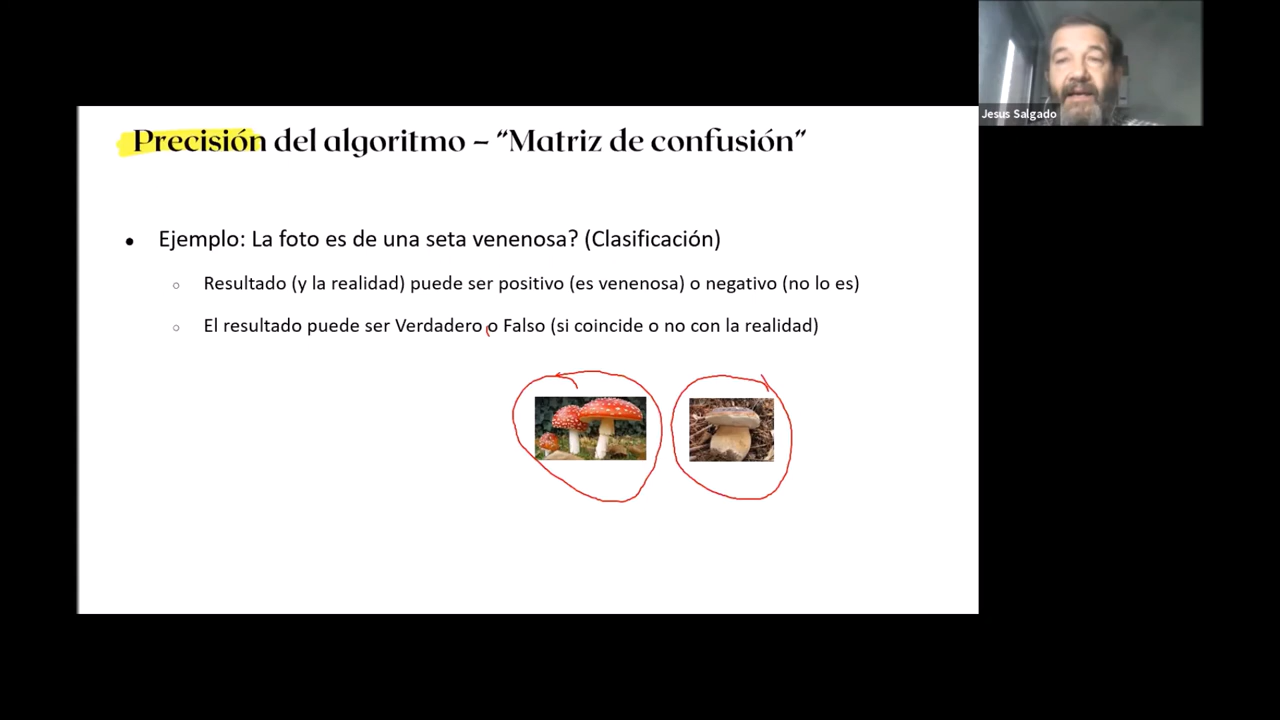 Jesus Salgado
Precisión del algoritmo – “Matriz de confusión”
• Ejemplo: La foto es de una seta venenosa? (Clasificación)
○ Resultado (y la realidad) puede ser positivo (es venenosa) o negativo (no lo es)
○ El resultado puede ser Verdadero o Falso (si coincide o no con la realidad)